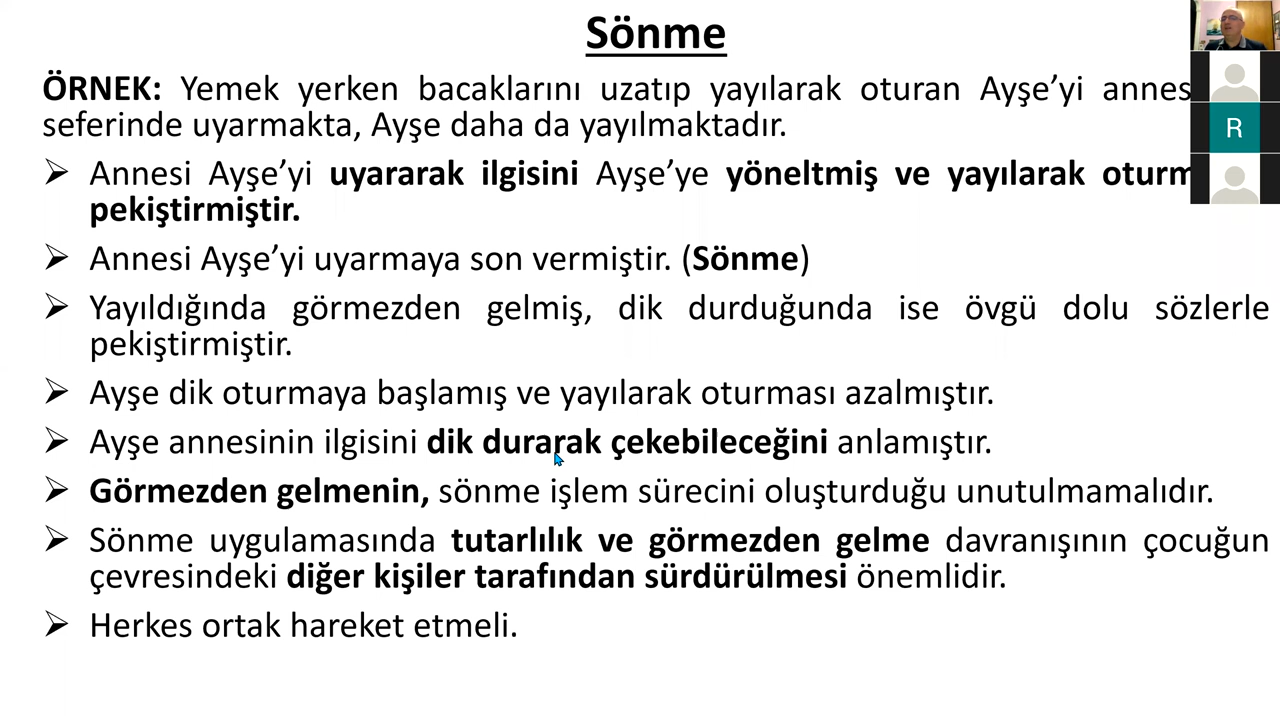 Sönme
ÖRNEK: Yemek yerken bacaklarını uzatıp yayılarak oturan Ayşe’yi
seferinde uyarmakta, Ayşe daha da yayılmaktadır.
➢ Annesi Ayşe’yi uyararak ilgisini Ayşe’ye yöneltmiş ve yayılarak
pekiştirmiştir.
➢ Annesi Ayşe’yi uyarmaya son vermiştir. (Sönme)
➢ Yayıldığında görmezden gelmiş, dik durduğunda ise övgü dolu sözlerle
pekiştirmiştir.
➢ Ayşe dik oturmaya başlamış ve yayılarak oturması azalmıştır.
➢ Ayşe annesinin ilgisini dik durarak çekebileceğini anlamıştır.
➢ Görmezden gelmenin, sönme işlem sürecini oluşturduğu unutulmamalıdır.
➢ Sönme uygulamasında tutarlılık ve görmezden gelme davranışının çocuğun
çevresindeki diğer kişiler tarafından sürdürülmesi önemlidir.
➢ Herkes ortak hareket etmeli.
R